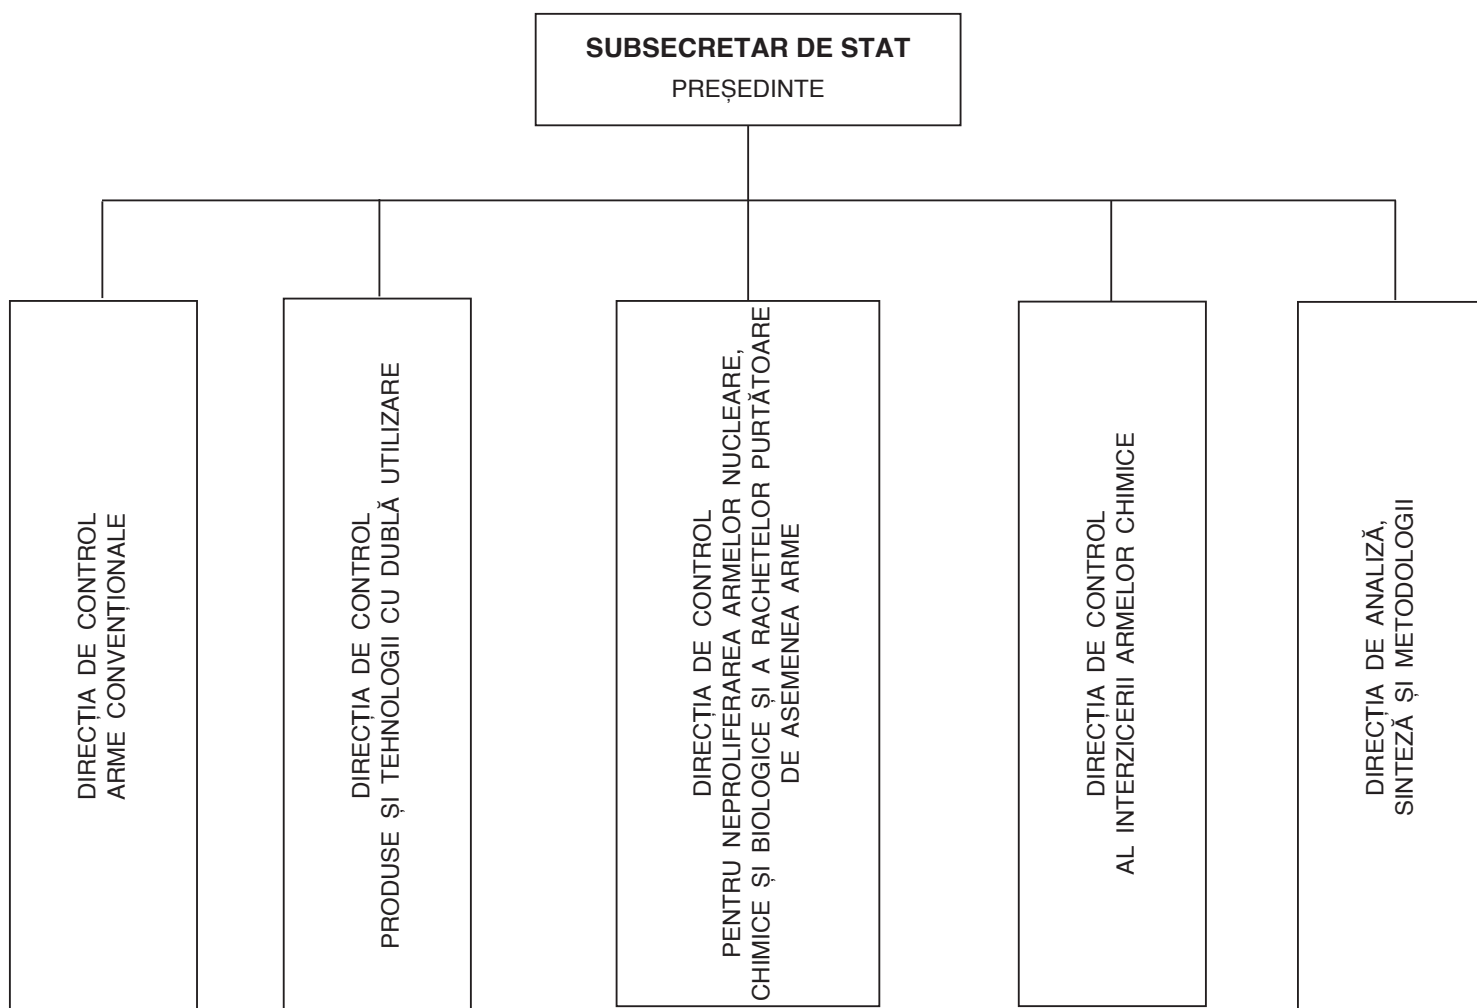 SUBSECRETAR DE STAT
PREȘEDINTE
DIRECȚIA DE CONTROL
ARME CONVENȚIONALE
DIRECȚIA DE CONTROL
PRODUSE ȘI TEHNOLOGII CU DUBLĂ UTILIZARE
DIRECȚIA DE CONTROL
PENTRU NEPROLIFERAREA ARMELOR NUCLEARE,
CHIMICE ȘI BIOLOGICE ȘI A RACHETELOR PURTĂTOARE
DE ASEMENEA ARME
DIRECȚIA DE CONTROL
AL INTERZICERII ARMELOR CHIMICE
DIRECȚIA DE ANALIZĂ,
SINTEZĂ ȘI METODOLOGII